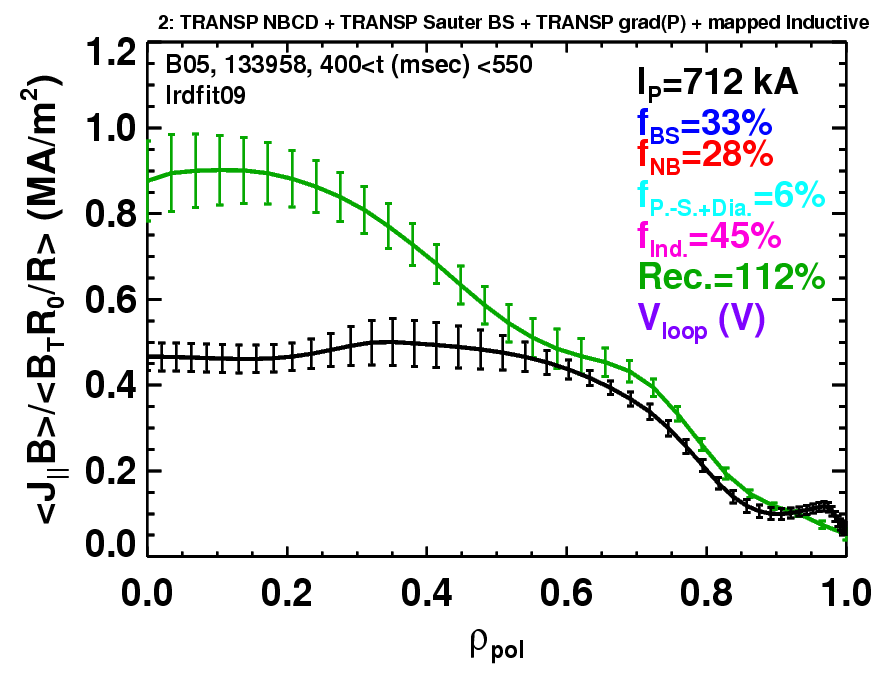 2: TRANSP NBCD + TRANSP Sauter BS + TRANSP grad(P) + mapped Inductive
B05, 133958, 400<t (msec) <550
lrdfit09
I_P=712 kA
f_BS=33%
f_NB=28%
f_P.-S.+Dia.=6%
f_Ind.=45%
Rec.=112%
V_loop (V)
<J_||B>/<B_TR_0/R> (MA/m^2)
1.2
1.0
0.8
0.6
0.4
0.2
0.0
0.0 0.2 0.4 0.6 0.8 1.0
ρ_pol